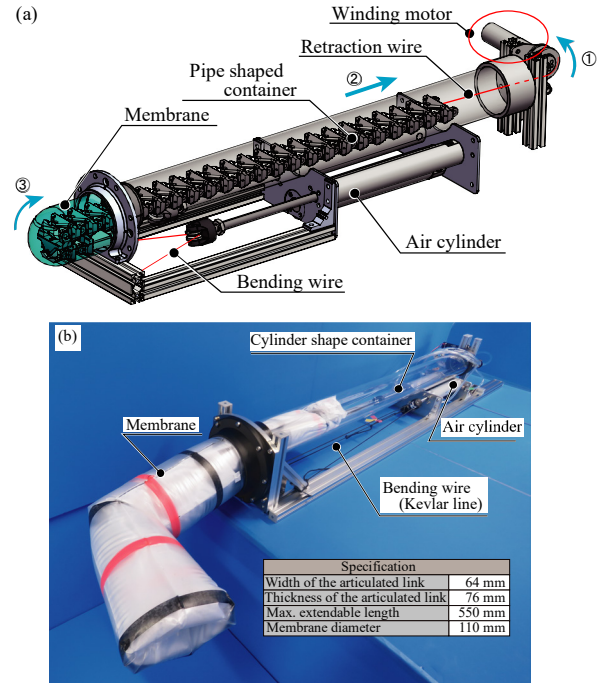 (a)
Winding motor
①
Retraction wire
②
Pipe shaped
container
Membrane
③
Air cylinder
Bending wire
(b)
Cylinder shape container
Membrane
Air cylinder
Bending wire
(Kevlar line)
Specification
Width of the articulated link 64 mm
Thickness of the articulated link 76 mm
Max. extendable length 550 mm
Membrane diameter 110 mm